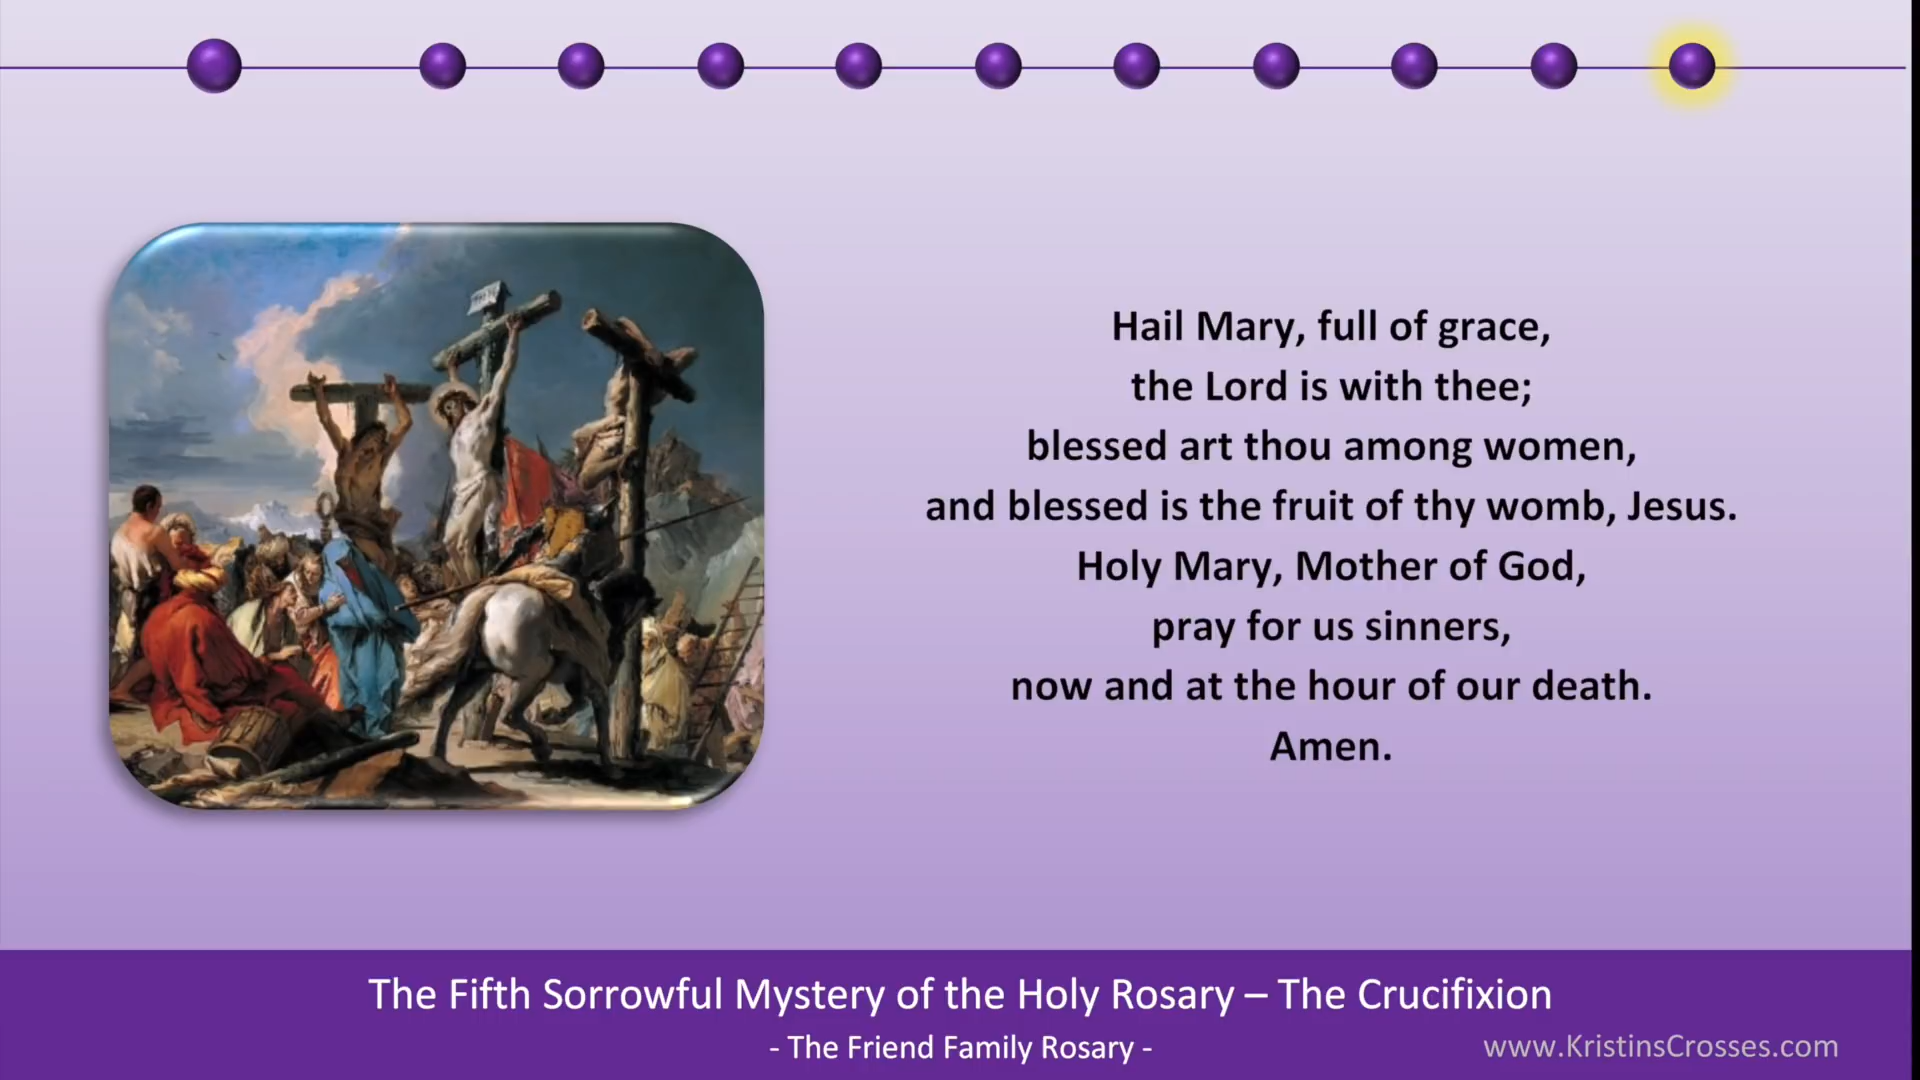 Hail Mary, full of grace,
the Lord is with thee;
blessed art thou among women,
and blessed is the fruit of thy womb, Jesus.
Holy Mary, Mother of God,
pray for us sinners,
now and at the hour of our death.
Amen.
The Fifth Sorrowful Mystery of the Holy Rosary – The Crucifixion
- The Friend Family Rosary -
www.KristinsCrosses.com